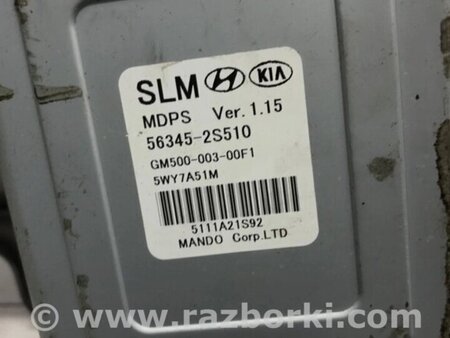 SLM HYUNDAI KIA
MDPS Ver. 1.15
56345-2S510
GM500-003-00F1
5WY7A51M
5111A21S92
MANDO Corp.LTD
© www.razborki.com